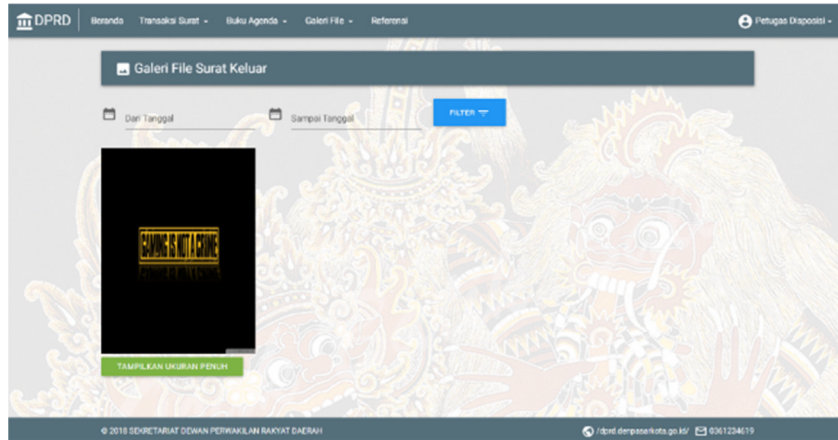 DPRD Beranda Transaksi Surat Buku Agenda Galeri File Referensi Petugas Disposisi
Galeri File Surat Keluar
Dari Tanggal Sampai Tanggal FILTER
GAMING IS NOT A CRIME
TAMPILKAN UKURAN PENUH
© 2018 SEKRETARIAT DEWAN PERWAKILAN RAKYAT DAERAH /dprd.denpasarkota.go.id/ 0361234619